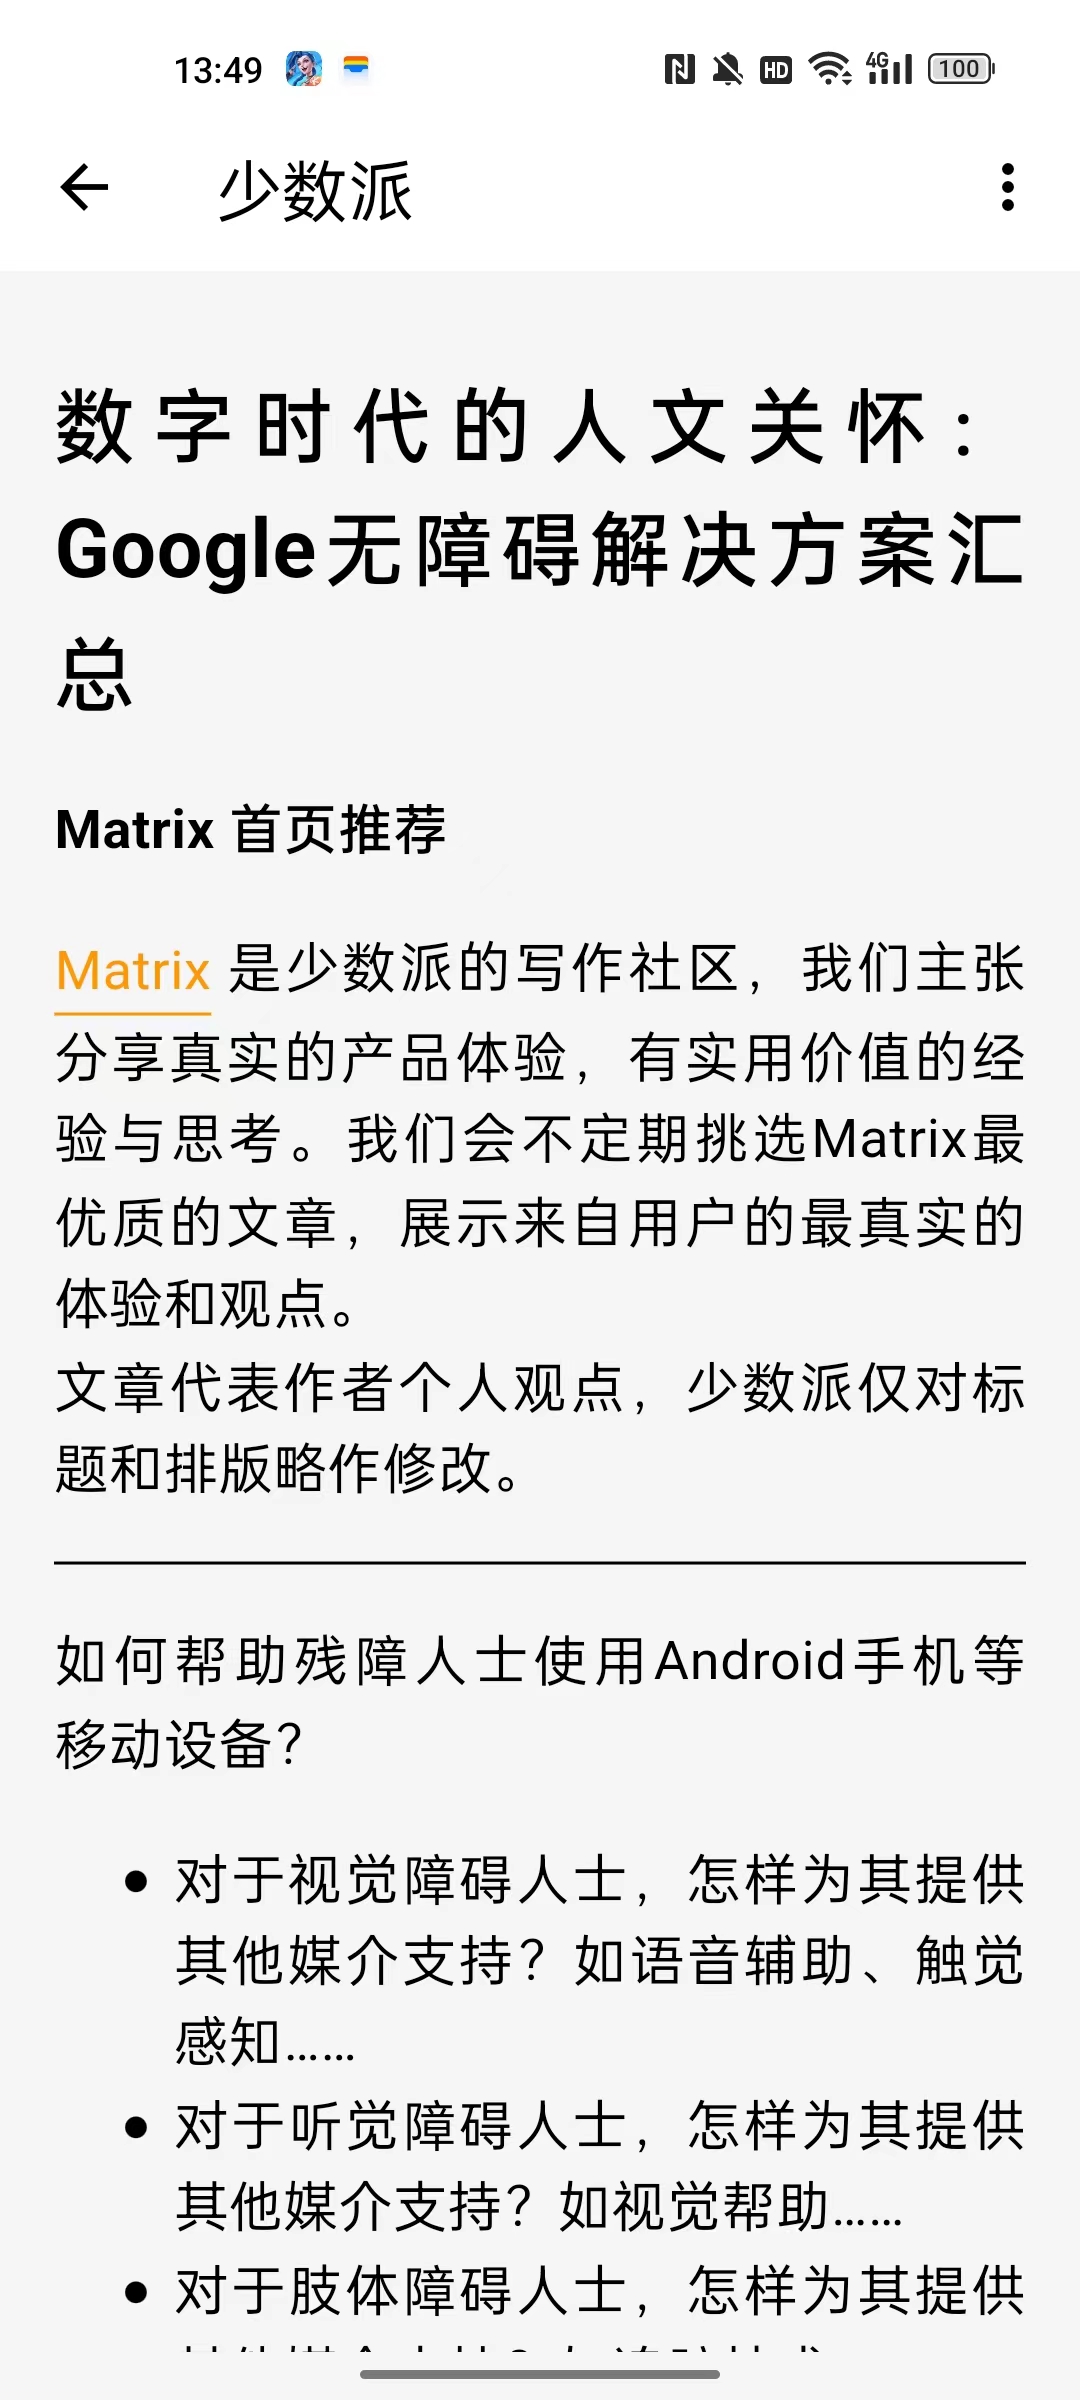 13:49
HD
4G
100
少数派
数字时代的人文关怀：
Google无障碍解决方案汇
总
Matrix 首页推荐
Matrix 是少数派的写作社区，我们主张
分享真实的产品体验，有实用价值的经
验与思考。我们会不定期挑选Matrix最
优质的文章，展示来自用户的最真实的
体验和观点。
文章代表作者个人观点，少数派仅对标
题和排版略作修改。
如何帮助残障人士使用Android手机等
移动设备？
对于视觉障碍人士，怎样为其提供
其他媒介支持？如语音辅助、触觉
感知……
对于听觉障碍人士，怎样为其提供
其他媒介支持？如视觉帮助……
对于肢体障碍人士，怎样为其提供